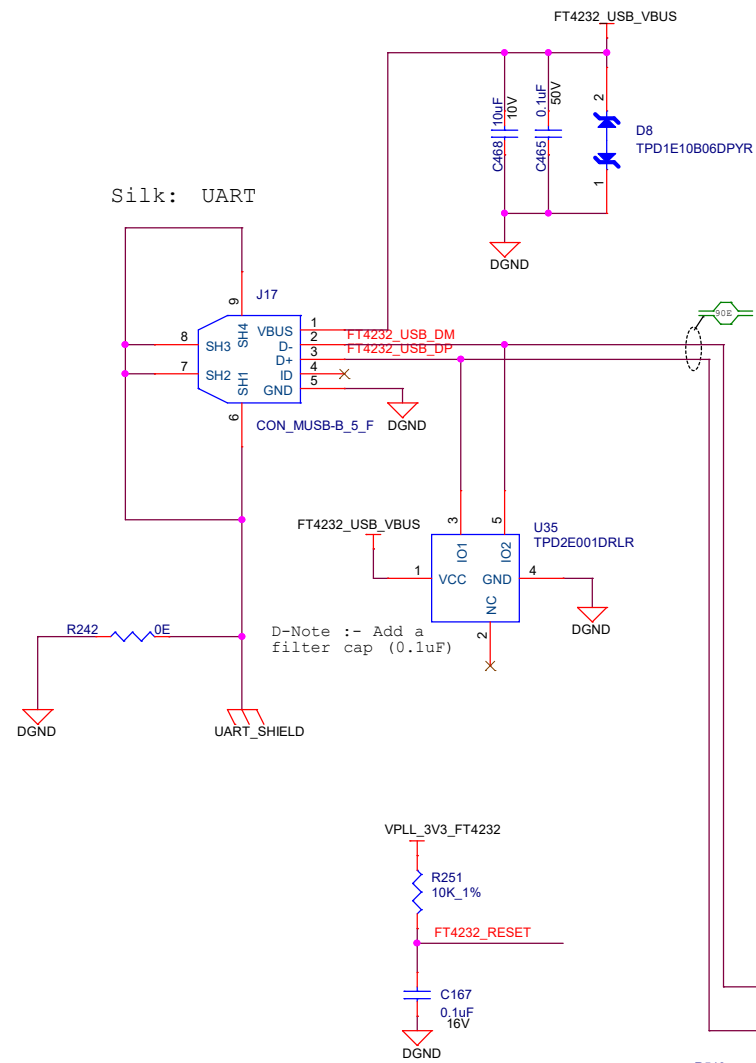 FT4232_USB_VBUS
C468
10uF
10V
C465
0.1uF
50V
2
1
D8
TPD1E10B06DPYR
DGND
Silk: UART
J17
9
8
7
6
SH4
SH3
SH2
SH1
VBUS
D-
D+
ID
GND
1
2
3
4
5
FT4232_USB_DM
FT4232_USB_DP
90E
CON_MUSB-B_5_F
DGND
FT4232_USB_VBUS
U35
TPD2E001DRLR
3
5
IO1
IO2
1
VCC
GND
4
NC
2
DGND
D-Note :- Add a
filter cap (0.1uF)
R242
0E
DGND
UART_SHIELD
VPLL_3V3_FT4232
R251
10K_1%
FT4232_RESET
C167
0.1uF
16V
DGND